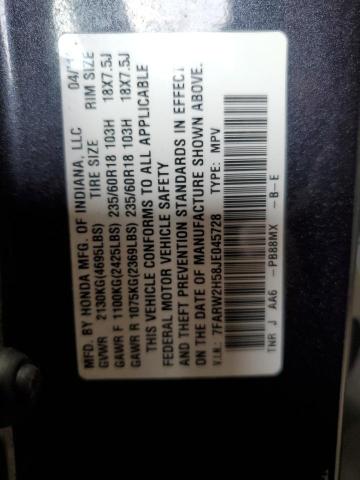 MFD. BY HONDA MFG. OF INDIANA, LLC 04/
GVWR 2130KG(4695LBS) TIRE SIZE RIM SIZE
GAWR F 1100KG(2425LBS) 235/60R18 103H 18X7.5J
GAWR R 1075KG(2369LBS) 235/60R18 103H 18X7.5J
THIS VEHICLE CONFORMS TO ALL APPLICABLE
FEDERAL MOTOR VEHICLE SAFETY
AND THEFT PREVENTION STANDARDS IN EFFECT
ON THE DATE OF MANUFACTURE SHOWN ABOVE.
V.I.N.: 7FARW2H58JE045728 TYPE: MPV
TNR J AA6 -PB88MX -B-E